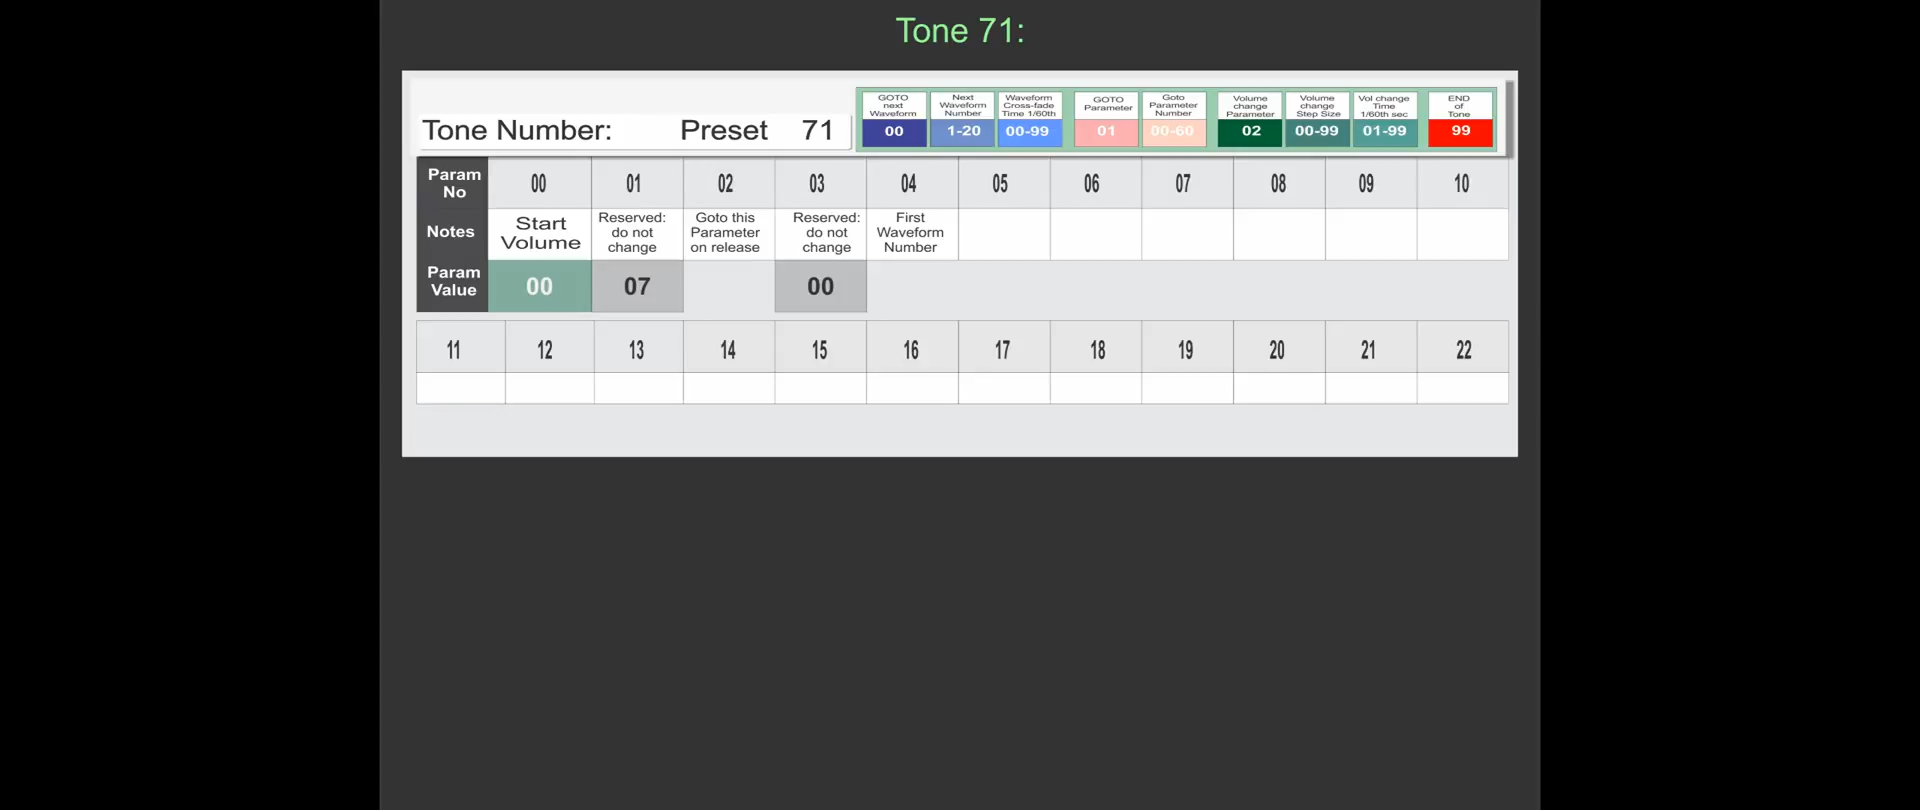 Tone 71:
Tone Number: Preset 71
GOTO
next
Waveform
00
Next
Waveform
Number
1-20
Waveform
Cross-fade
Time 1/60th
00-99
GOTO
Parameter
01
Goto
Parameter
Number
00-60
Volume
change
Parameter
02
Volume
change
Step Size
00-99
Vol change
Time
1/60th sec
01-99
END
of
Tone
99
Param
No
00 01 02 03 04 05 06 07 08 09 10
Notes
Start
Volume
Reserved:
do not
change
Goto this
Parameter
on release
Reserved:
do not
change
First
Waveform
Number
Param
Value
00 07 00
11 12 13 14 15 16 17 18 19 20 21 22